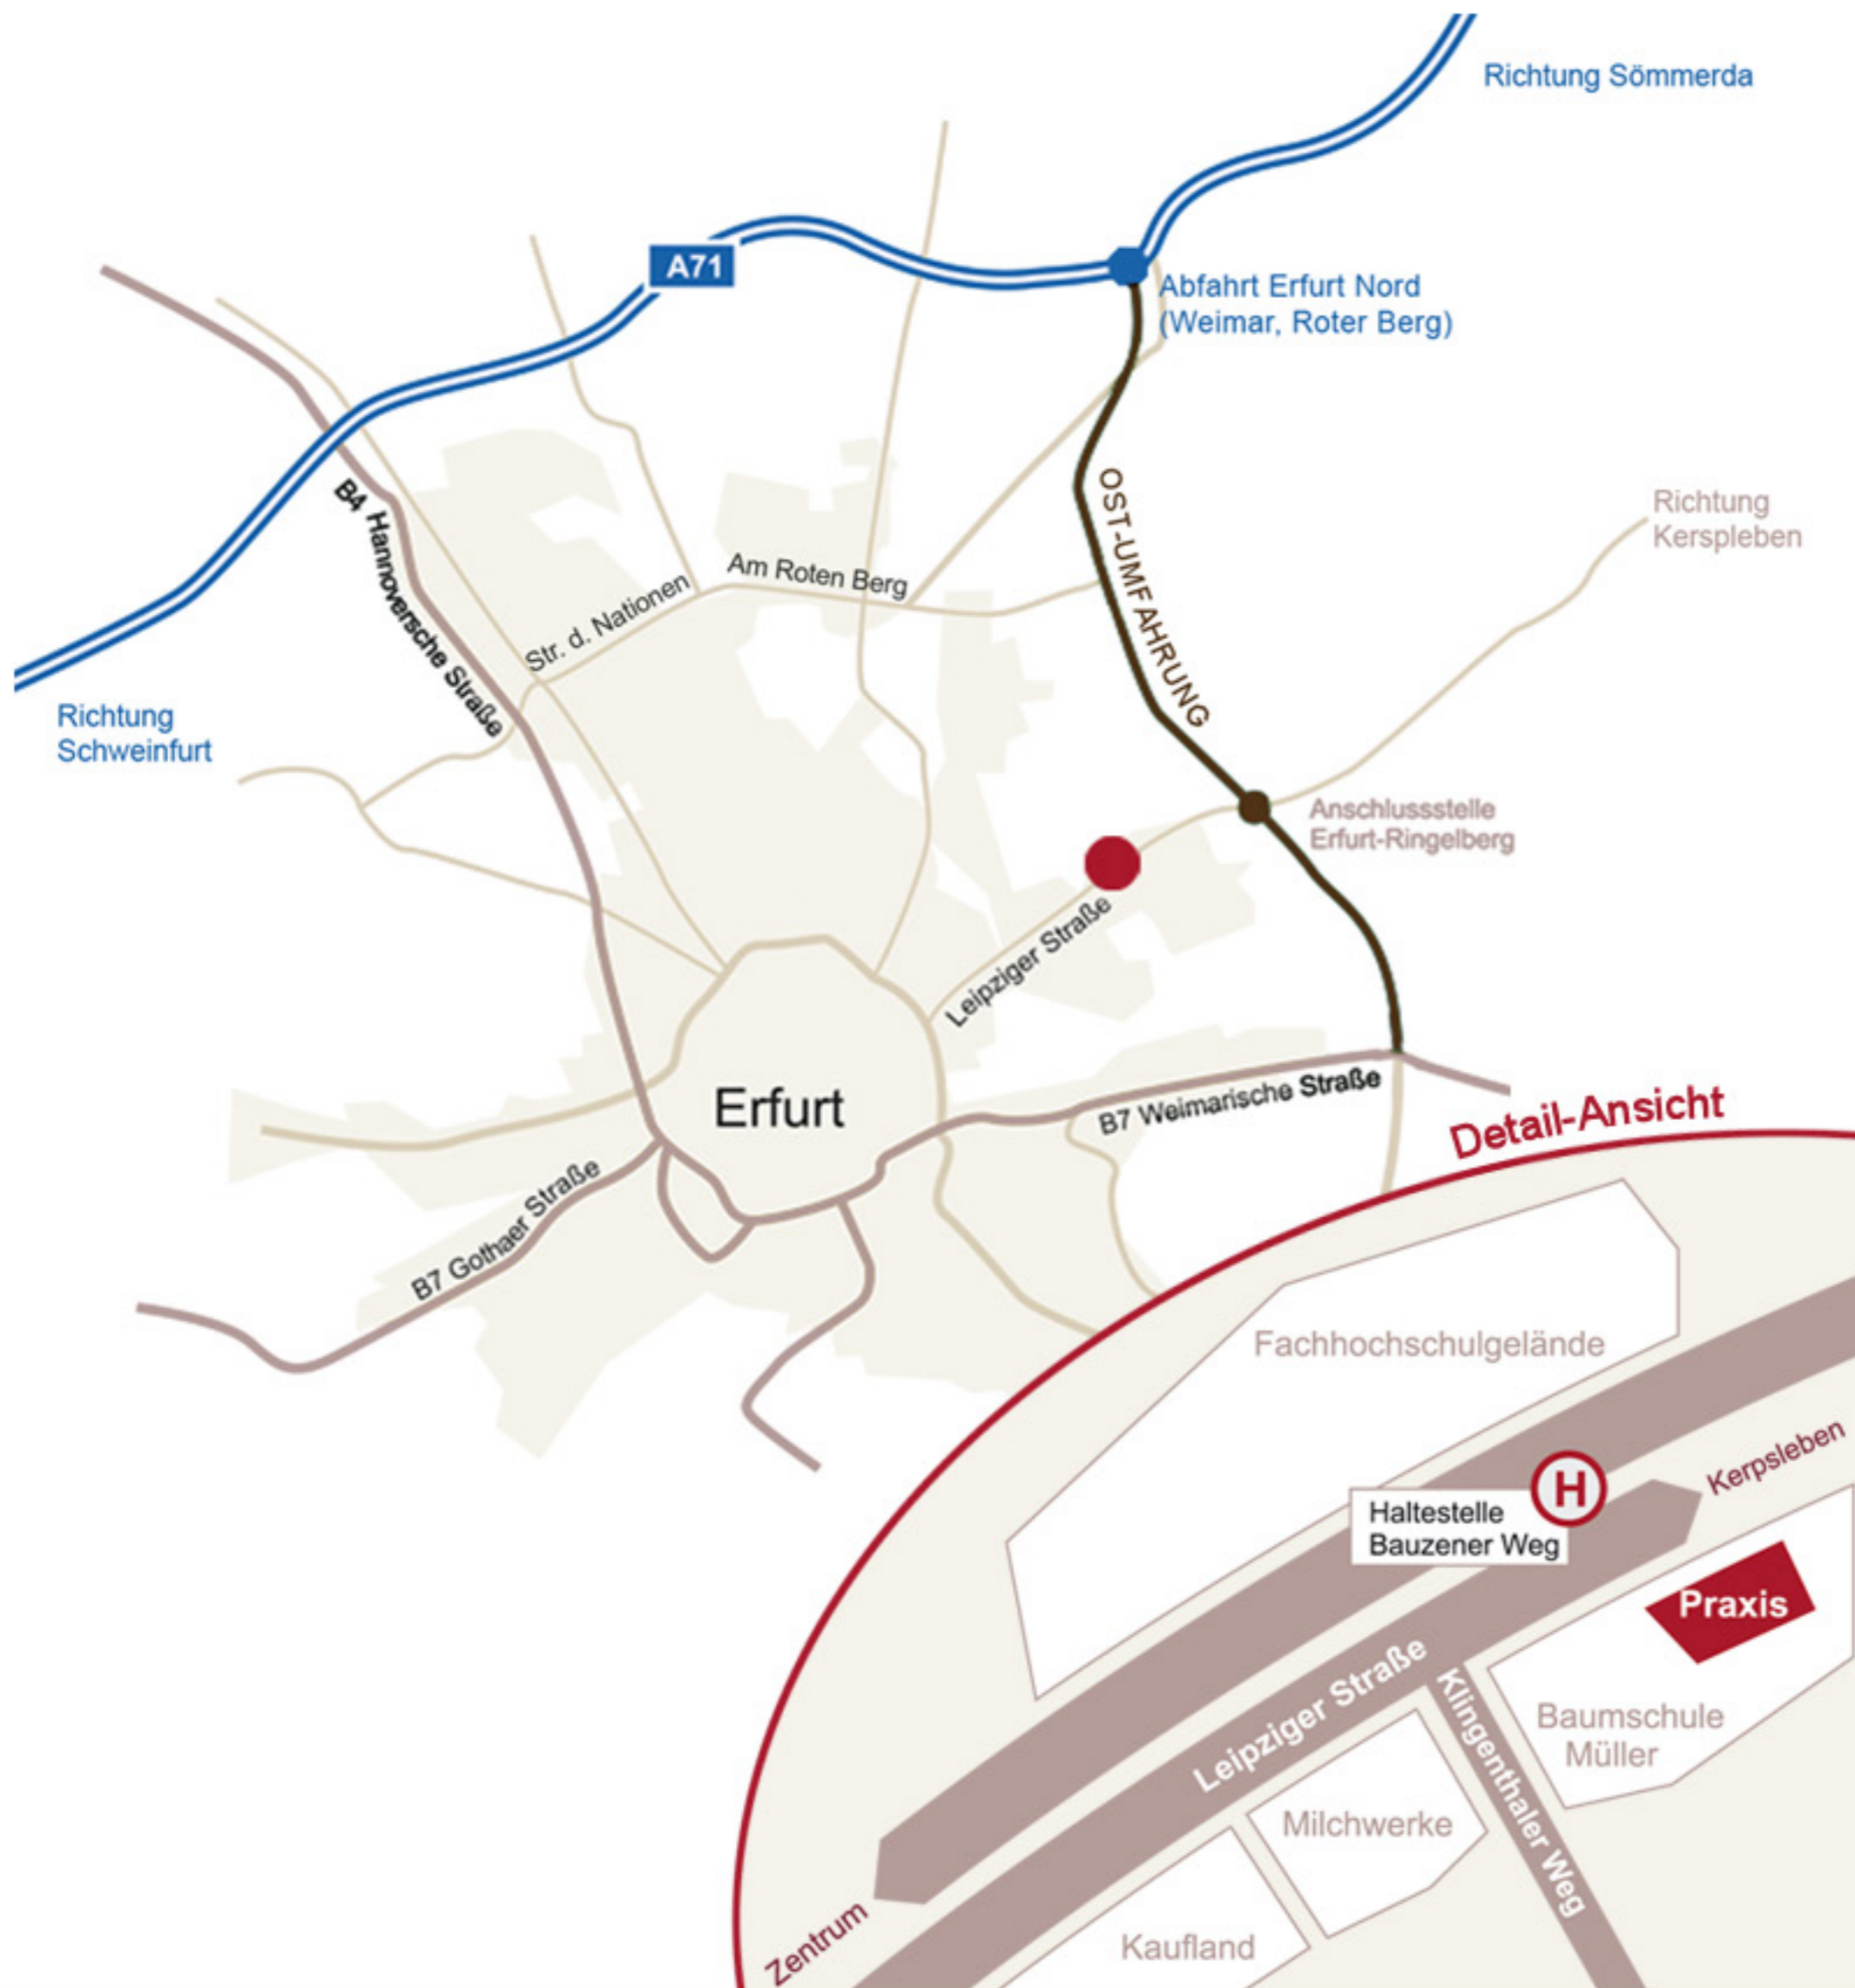 Richtung Sömmerda
A71
Abfahrt Erfurt Nord
(Weimar, Roter Berg)
B4 Hannoversche Straße
OST-UMFAHRUNG
Richtung
Kerspleben
Am Roten Berg
Str. d. Nationen
Richtung
Schweinfurt
Anschlussstelle
Erfurt-Ringelberg
Leipziger Straße
Erfurt
B7 Weimarische Straße
B7 Gothaer Straße
Detail-Ansicht
Fachhochschulgelände
Kerpsleben
H
Haltestelle
Bauzener Weg
Praxis
Leipziger Straße
Klingenthaler Weg
Baumschule
Müller
Milchwerke
Kaufland
Zentrum